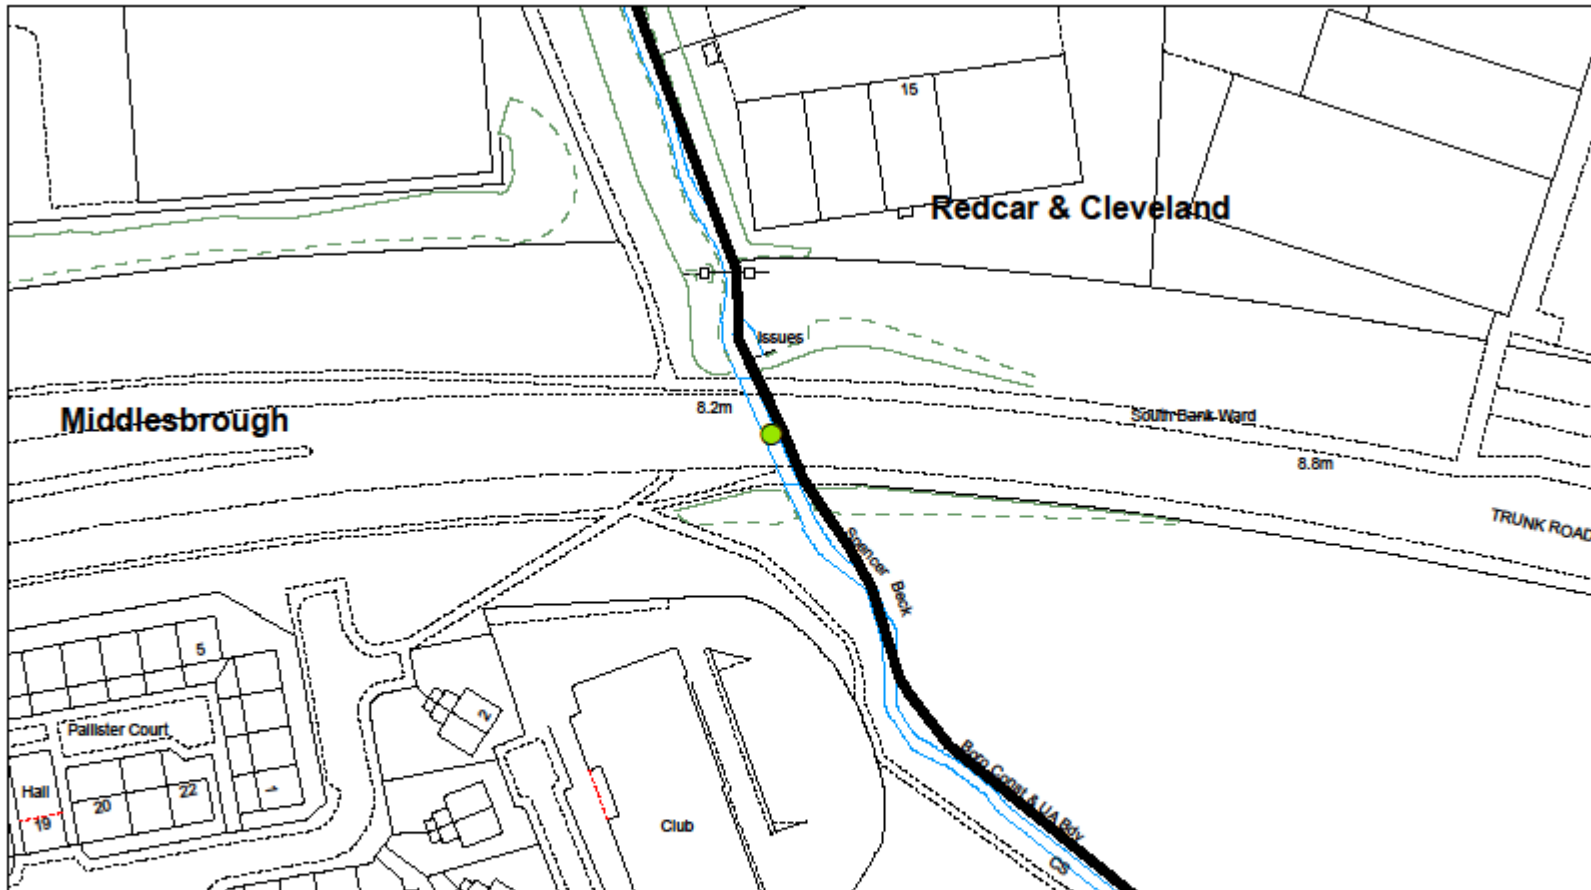 15
Redcar & Cleveland
Issues
8.2m
Middlesbrough
South Bank Ward
8.8m
TRUNK ROAD
Spencer Beck
5
2
Pallister Court
Boro Const & UA Bdy
Hall
20
22
1
19
Club
CS